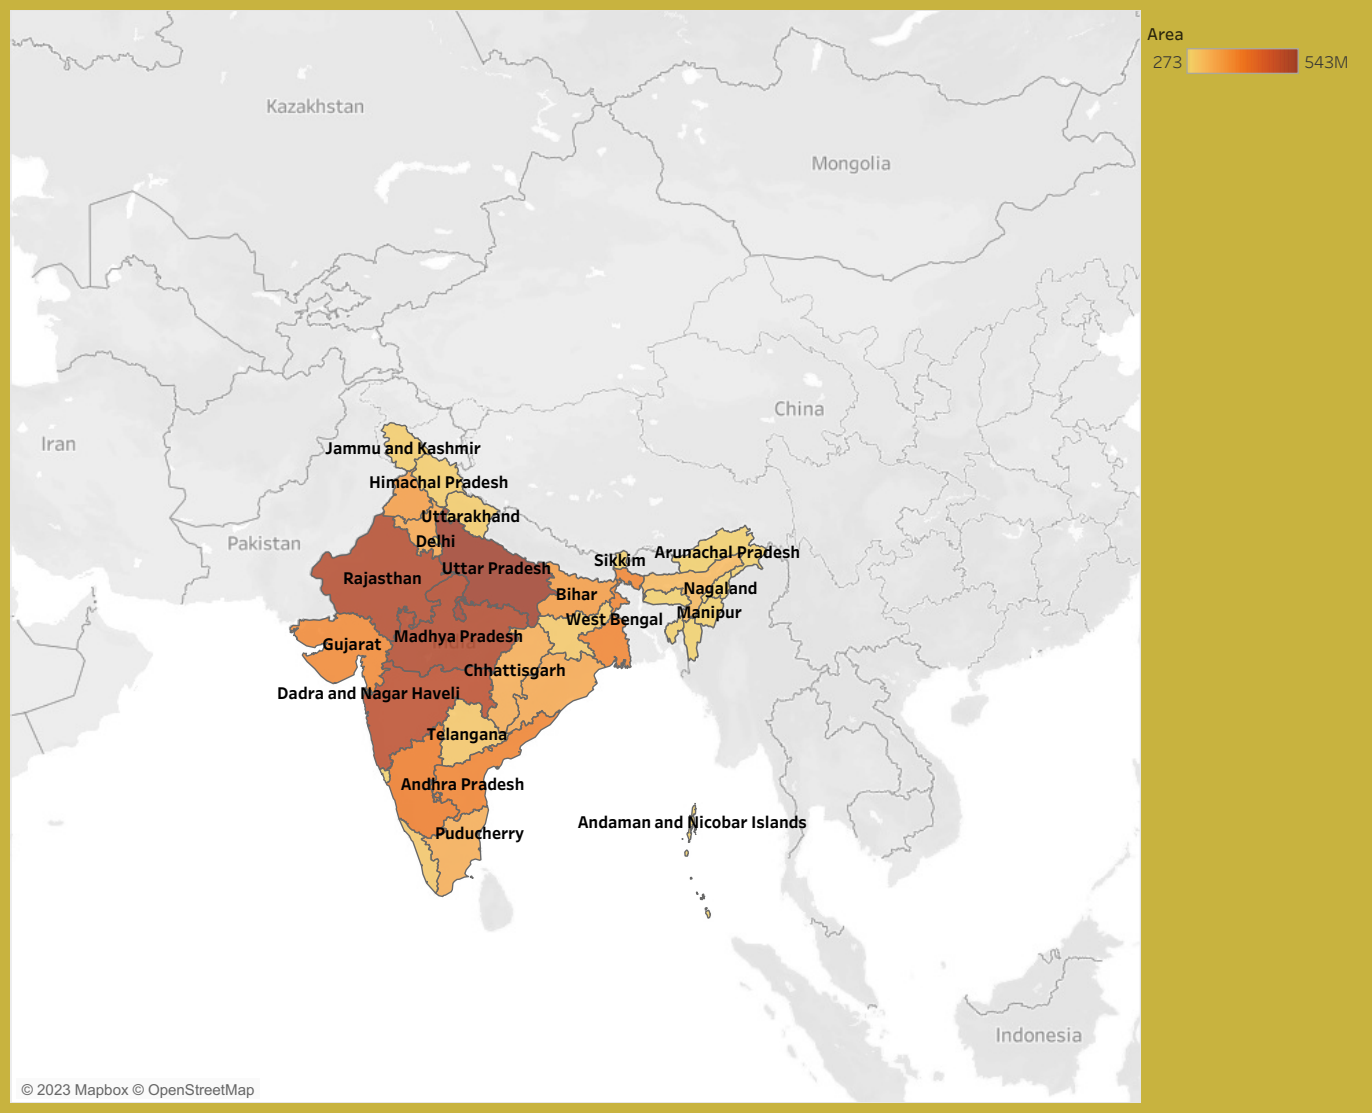 Area
273
543M
Kazakhstan
Mongolia
China
Iran
Jammu and Kashmir
Himachal Pradesh
Uttarakhand
Pakistan
Delhi
Sikkim
Arunachal Pradesh
Uttar Pradesh
Rajasthan
Nagaland
Bihar
Manipur
West Bengal
Madhya Pradesh
India
Gujarat
Chhattisgarh
Dadra and Nagar Haveli
Telangana
Andhra Pradesh
Andaman and Nicobar Islands
Puducherry
Indonesia
© 2023 Mapbox © OpenStreetMap